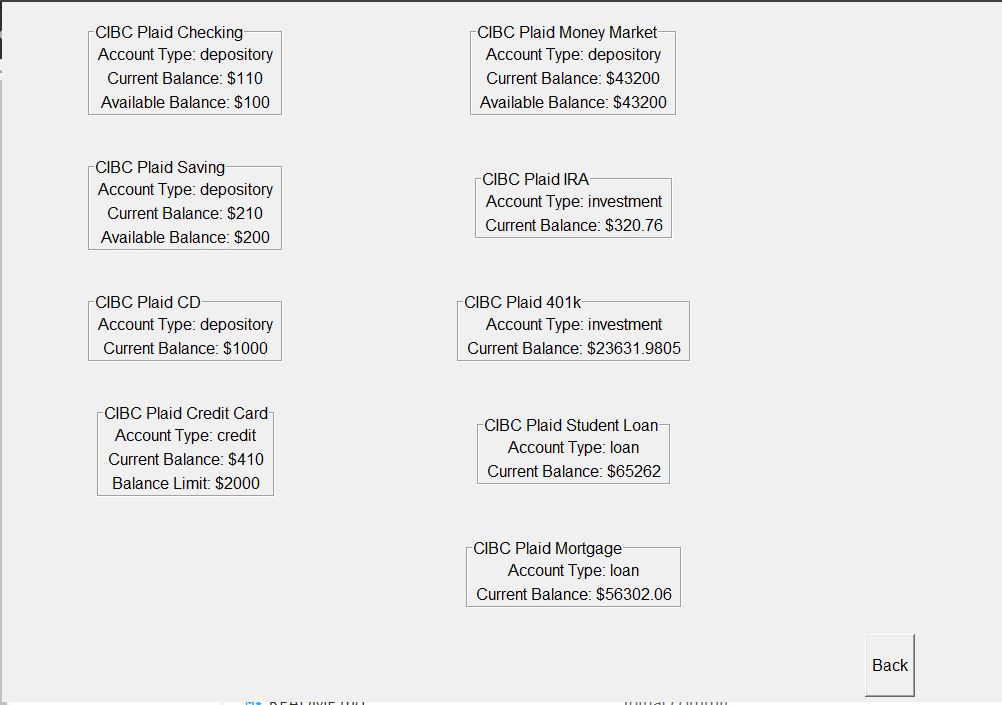 CIBC Plaid Checking
Account Type: depository
Current Balance: $110
Available Balance: $100
CIBC Plaid Saving
Account Type: depository
Current Balance: $210
Available Balance: $200
CIBC Plaid CD
Account Type: depository
Current Balance: $1000
CIBC Plaid Credit Card
Account Type: credit
Current Balance: $410
Balance Limit: $2000
CIBC Plaid Money Market
Account Type: depository
Current Balance: $43200
Available Balance: $43200
CIBC Plaid IRA
Account Type: investment
Current Balance: $320.76
CIBC Plaid 401k
Account Type: investment
Current Balance: $23631.9805
CIBC Plaid Student Loan
Account Type: loan
Current Balance: $65262
CIBC Plaid Mortgage
Account Type: loan
Current Balance: $56302.06
Back